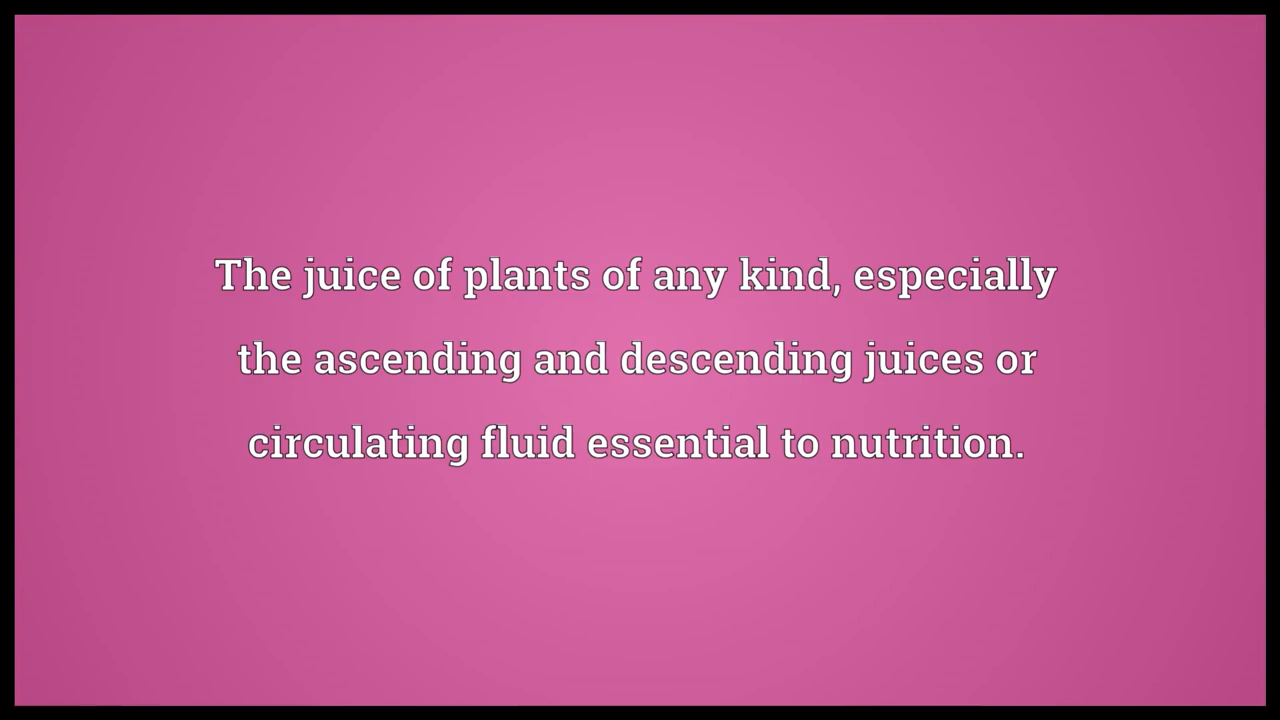 The juice of plants of any kind, especially
the ascending and descending juices or
circulating fluid essential to nutrition.